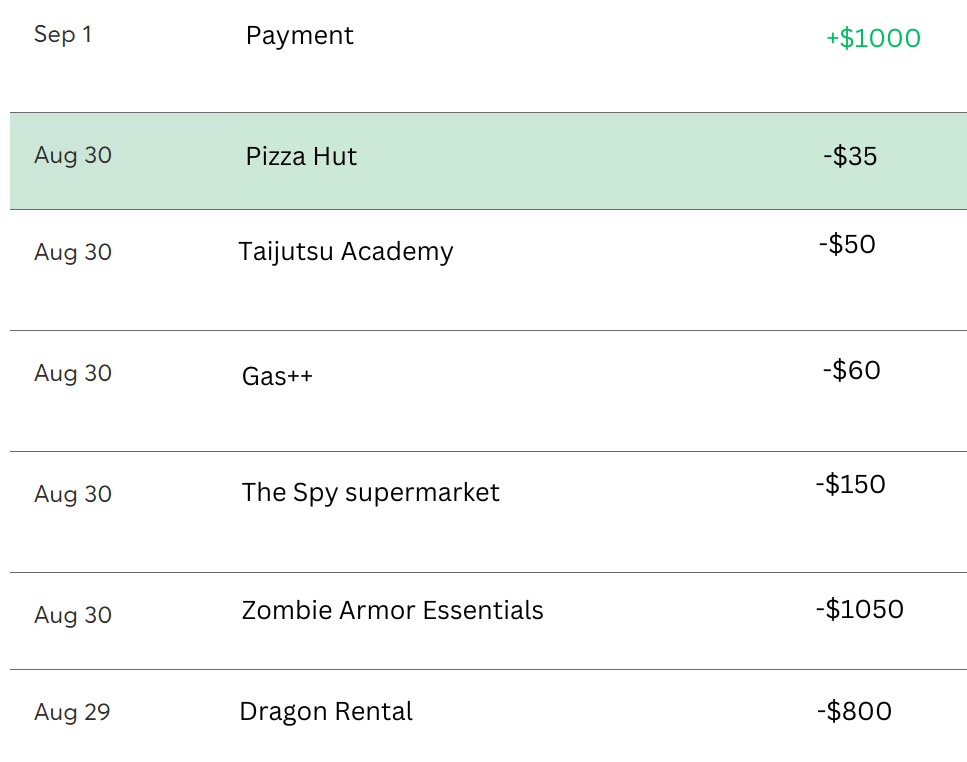 Sep 1 Payment +$1000
Aug 30 Pizza Hut -$35
Aug 30 Taijutsu Academy -$50
Aug 30 Gas++ -$60
Aug 30 The Spy supermarket -$150
Aug 30 Zombie Armor Essentials -$1050
Aug 29 Dragon Rental -$800